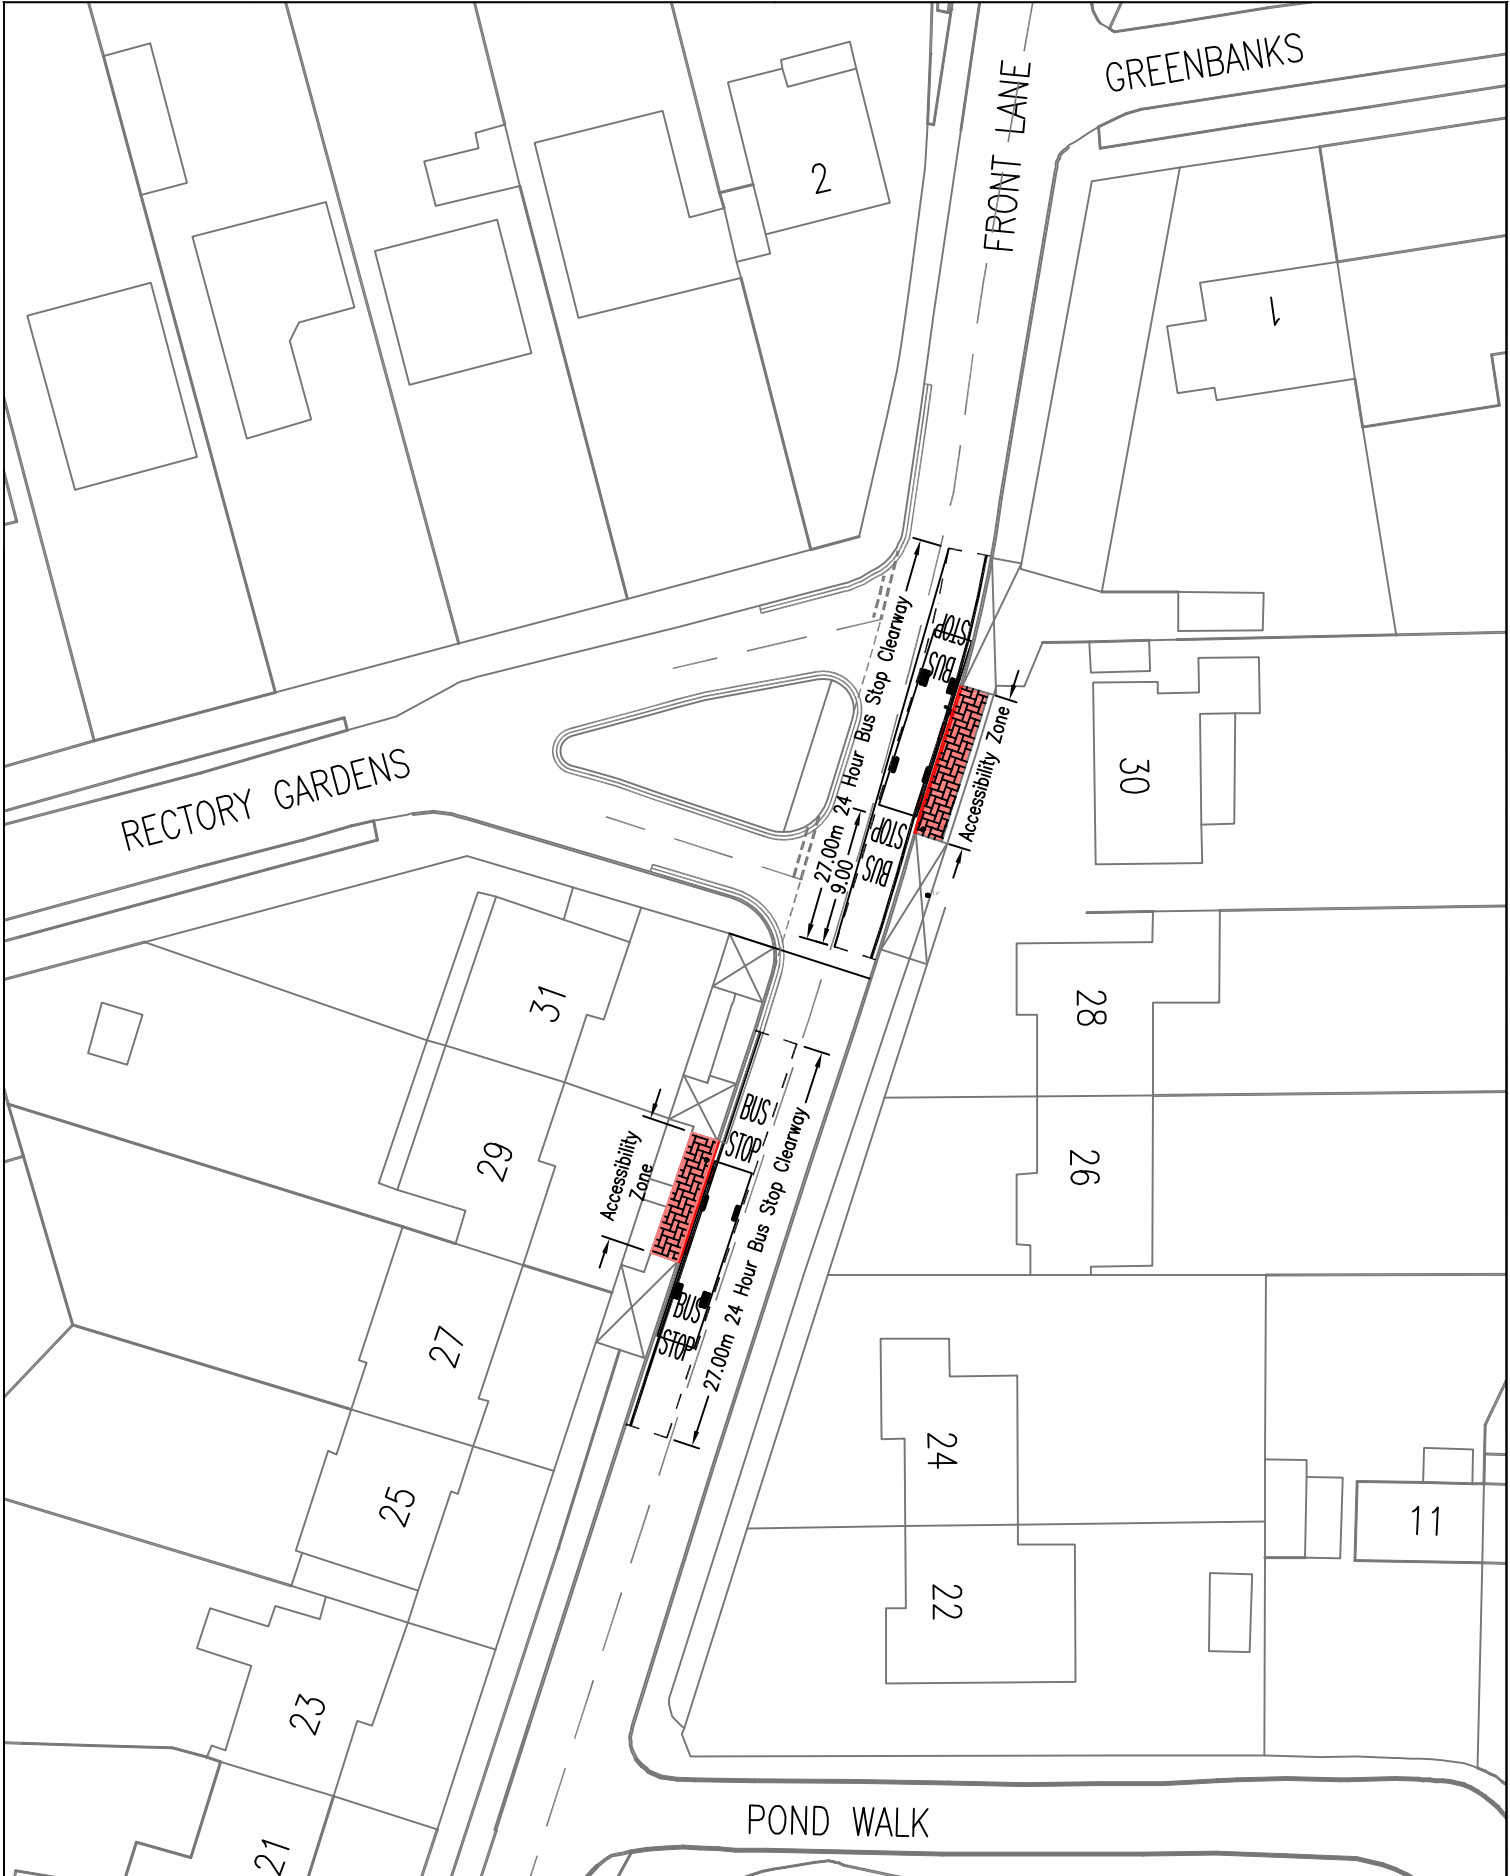 GREENBANKS
FRONT LANE
2
1
STOP
BUS
27.00m 24 Hour Bus Stop Clearway
Accessibility Zone
30
RECTORY GARDENS
STOP
BUS
9.00
31
28
BUS
STOP
29
Accessibility
Zone
26
27.00m 24 Hour Bus Stop Clearway
BUS
STOP
27
24
25
11
22
23
POND WALK
21